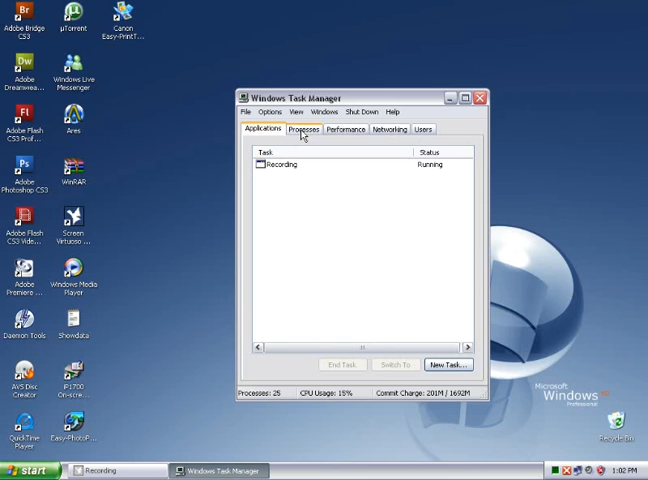 Adobe Bridge CS3
µTorrent
Canon Easy-PrintT...
Adobe Dreamwea...
Windows Live Messenger
Adobe Flash CS3 Prof...
Ares
Adobe Photoshop CS3
WinRAR
Adobe Flash CS3 Vide...
Screen Virtuoso ...
Adobe Premiere ...
Windows Media Player
Daemon Tools
Showdata
AVS Disc Creator
iP1700 On-scre...
QuickTime Player
Easy-PhotoP...
Windows Task Manager
File Options View Windows Shut Down Help
Applications Processes Performance Networking Users
Task Status
Recording Running
End Task Switch To New Task...
Processes: 25 CPU Usage: 15% Commit Charge: 201M / 1692M
Microsoft
Windows xp
Professional
Recycle Bin
start Recording Windows Task Manager 1:02 PM